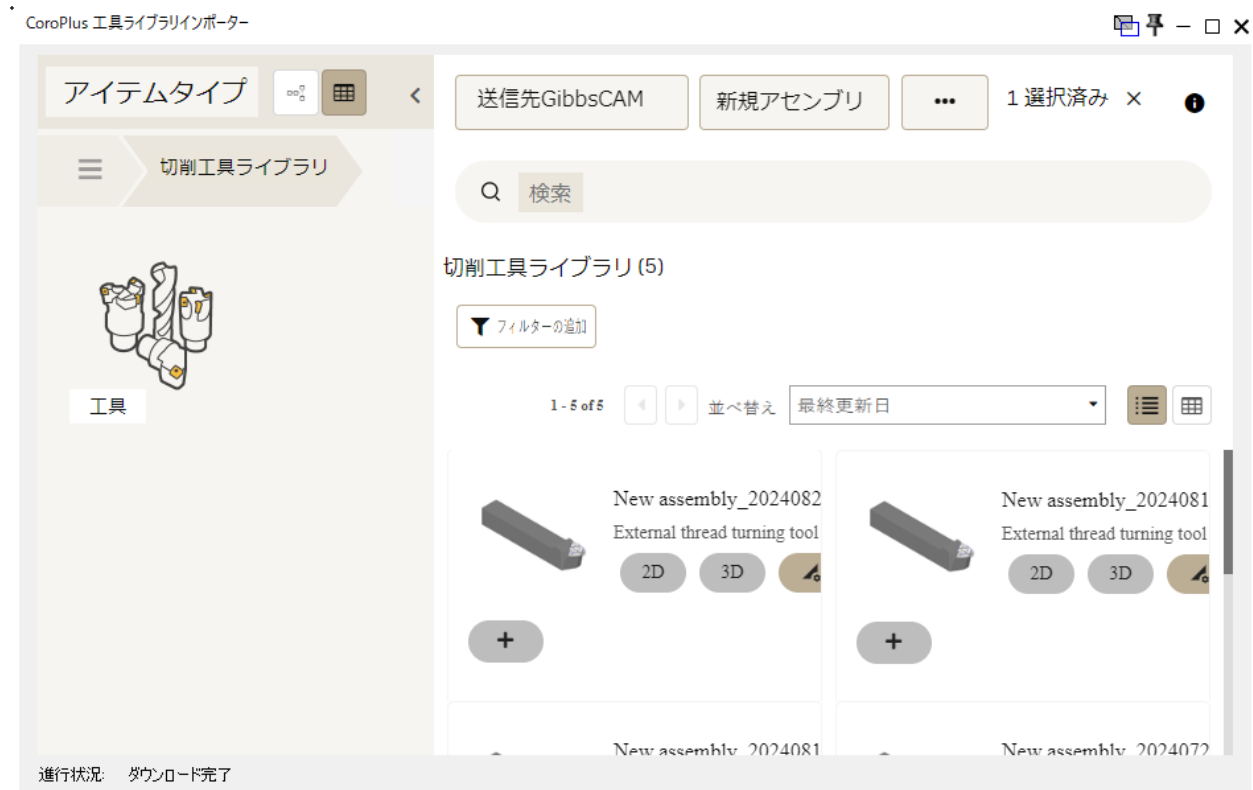 CoroPlus 工具ライブラリインポーター
アイテムタイプ
送信先GibbsCAM
新規アセンブリ
1 選択済み
切削工具ライブラリ
検索
工具
切削工具ライブラリ (5)
フィルターの追加
1 - 5 of 5
並べ替え
最終更新日
New assembly_2024082
External thread turning tool
2D
3D
New assembly_2024081
External thread turning tool
2D
3D
New assembly_2024081
New assembly_2024072
進行状況: ダウンロード完了